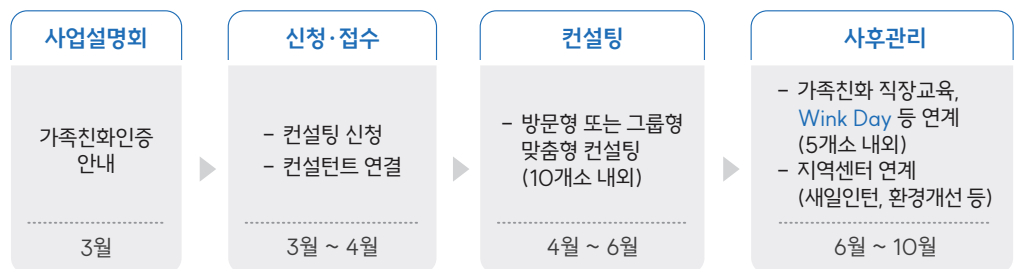 사업설명회
가족친화인증
안내
3월
신청·접수
- 컨설팅 신청
- 컨설턴트 연결
3월 ~ 4월
컨설팅
- 방문형 또는 그룹형
맞춤형 컨설팅
(10개소 내외)
4월 ~ 6월
사후관리
- 가족친화 직장교육,
Wink Day 등 연계
(5개소 내외)
- 지역센터 연계
(새일인턴, 환경개선 등)
6월 ~ 10월